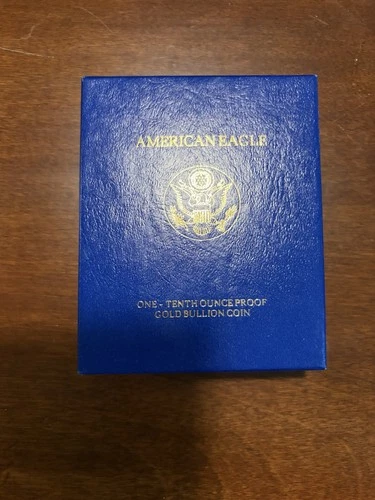 AMERICAN EAGLE
ONE - TENTH OUNCE PROOF
GOLD BULLION COIN